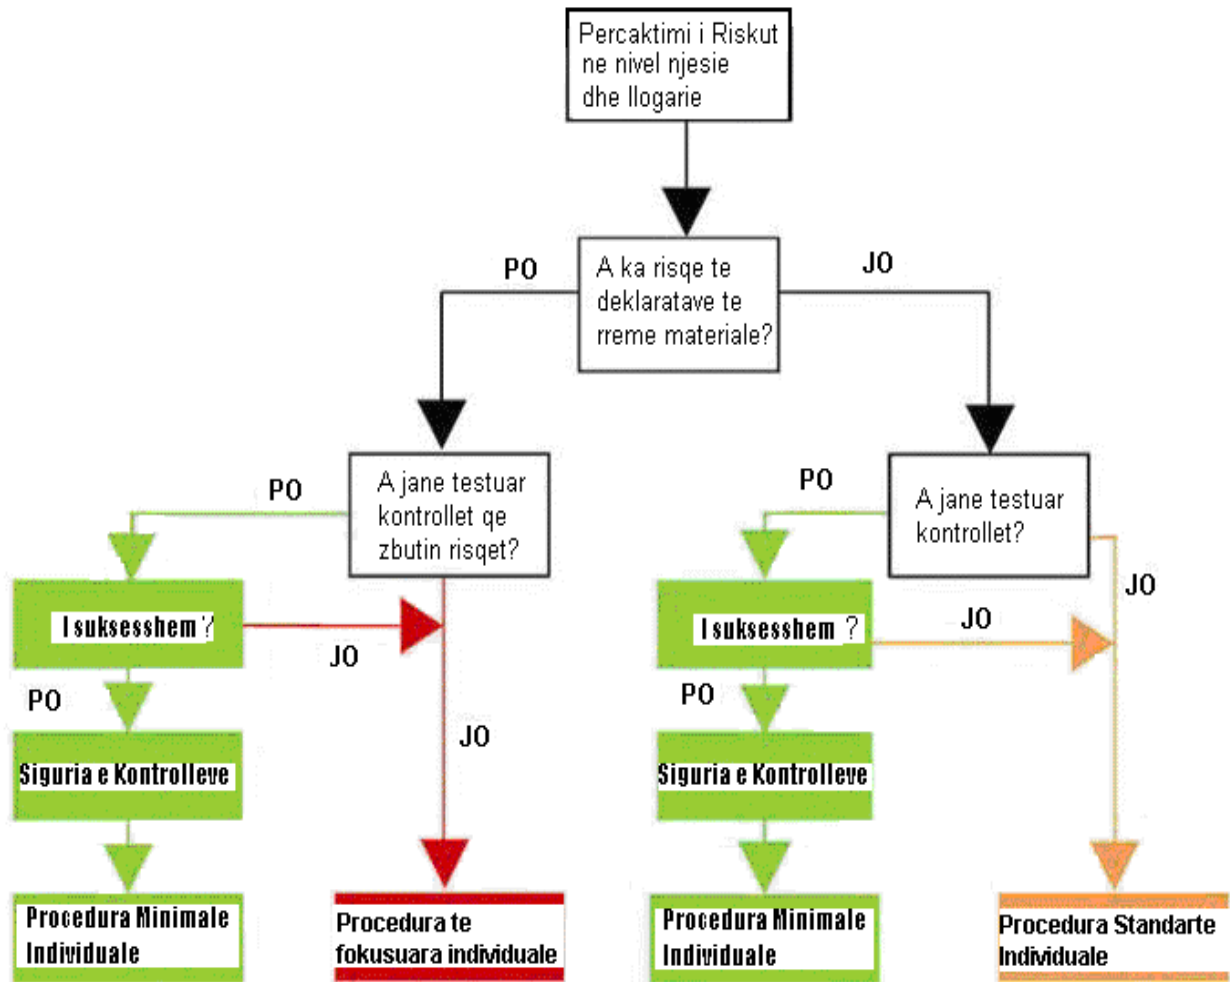 Percaktimi i Riskut
ne nivel njesie
dhe llogarie
PO
A ka risqe te
deklaratave te
rreme materiale?
JO
PO
A jane testuar
kontrollet qe
zbutin risqet?
PO
A jane testuar
kontrollet?
JO
I suksesshem ?
JO
I suksesshem ?
JO
PO
JO
PO
Siguria e Kontrolleve
Siguria e Kontrolleve
Procedura Minimale
Individuale
Procedura te
fokusuara individuale
Procedura Minimale
Individuale
Procedura Standarte
Individuale